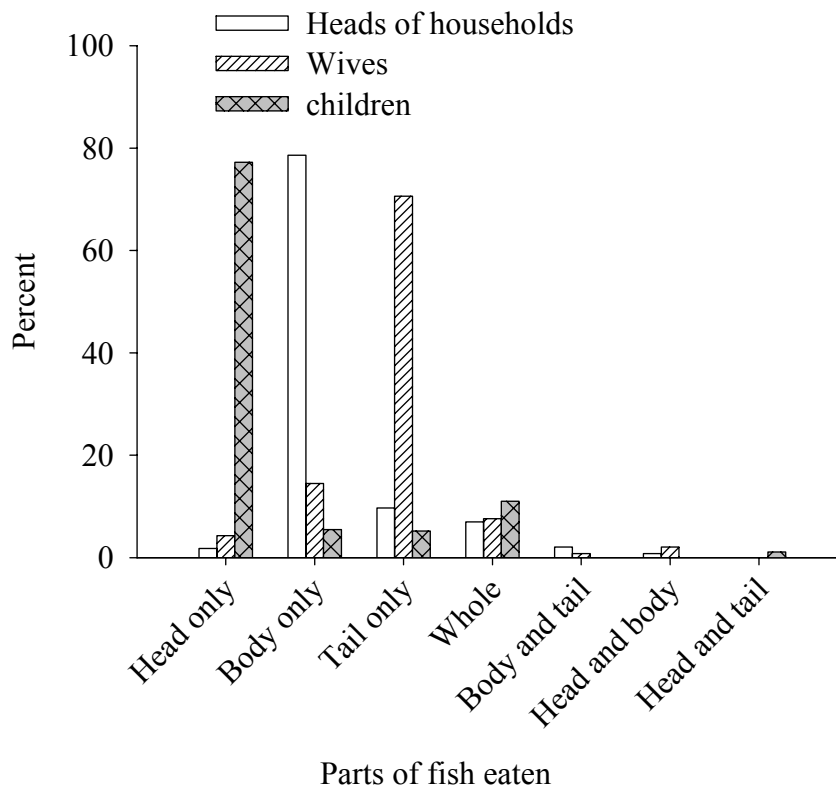 Heads of households
Wives
children
100
80
60
40
20
0
Percent
Head only
Body only
Tail only
Whole
Body and tail
Head and body
Head and tail
Parts of fish eaten